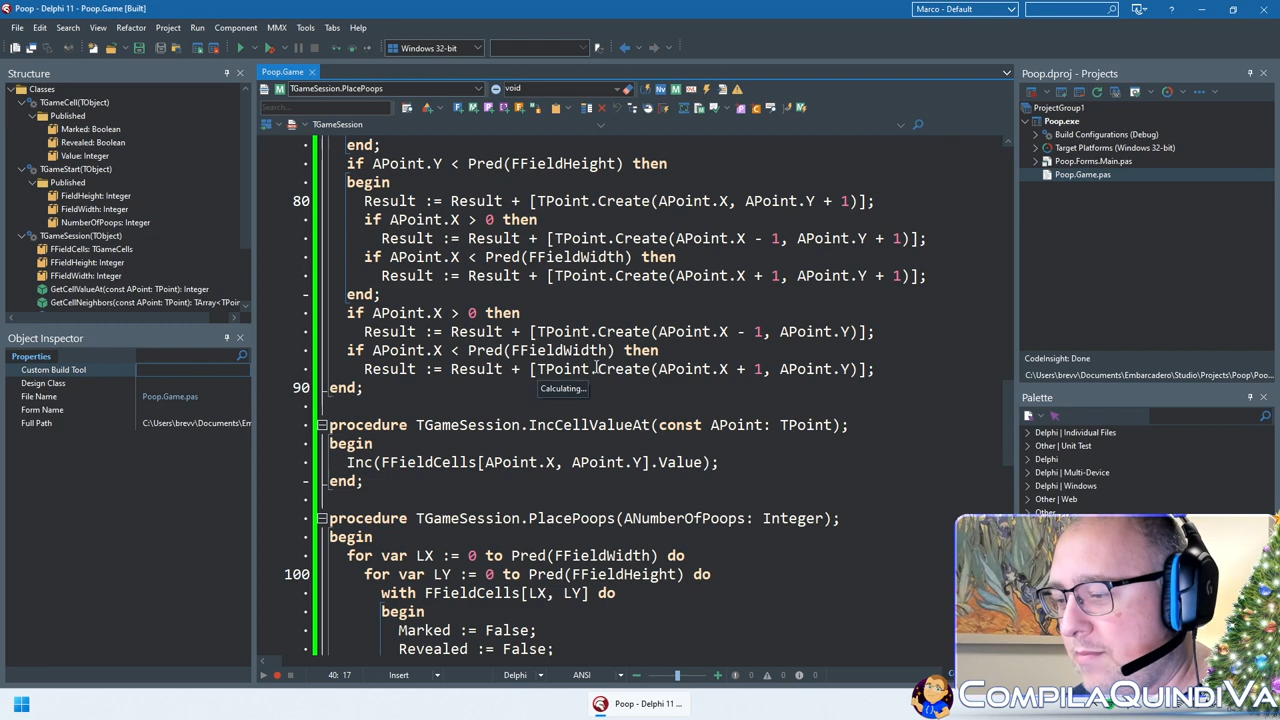 Poop - Delphi 11 - Poop.Game [Built]
Marco - Default
File Edit Search View Refactor Project Run Component MMX Tools Tabs Help
Windows 32-bit
Structure
Classes
TGameCell(TObject)
Published
Marked: Boolean
Revealed: Boolean
Value: Integer
TGameStart(TObject)
Published
FieldHeight: Integer
FieldWidth: Integer
NumberOfPoops: Integer
TGameSession(TObject)
FFieldCells: TGameCells
FFieldHeight: Integer
FFieldWidth: Integer
GetCellValueAt(const APoint: TPoint): Integer
GetCellNeighbors(const APoint: TPoint): TArray<TPoin
Object Inspector
Properties
Custom Build Tool
Design Class
File Name Poop.Game.pas
Form Name
Full Path C:\Users\brevv\Documents\Emb
Poop.Game
TGameSession.PlacePoops
void
Search...
TGameSession
end;
if APoint.Y < Pred(FFieldHeight) then
begin
80 Result := Result + [TPoint.Create(APoint.X, APoint.Y + 1)];
if APoint.X > 0 then
Result := Result + [TPoint.Create(APoint.X - 1, APoint.Y + 1)];
if APoint.X < Pred(FFieldWidth) then
Result := Result + [TPoint.Create(APoint.X + 1, APoint.Y + 1)];
end;
if APoint.X > 0 then
Result := Result + [TPoint.Create(APoint.X - 1, APoint.Y)];
if APoint.X < Pred(FFieldWidth) then
Result := Result + [TPoint.Create(APoint.X + 1, APoint.Y)];
Calculating...
90 end;
procedure TGameSession.IncCellValueAt(const APoint: TPoint);
begin
Inc(FFieldCells[APoint.X, APoint.Y].Value);
end;
procedure TGameSession.PlacePoops(ANumberOfPoops: Integer);
begin
for var LX := 0 to Pred(FFieldWidth) do
100 for var LY := 0 to Pred(FFieldHeight) do
with FFieldCells[LX, LY] do
begin
Marked := False;
Revealed := False;
40: 17 Insert Delphi ANSI 0 0 0
Poop.dproj - Projects
ProjectGroup1
Poop.exe
Build Configurations (Debug)
Target Platforms (Windows 32-bit)
Poop.Forms.Main.pas
Poop.Game.pas
CodeInsight: Done
C:\Users\brevv\Documents\Embarcadero\Studio\Projects\Poop\Poo
Palette
Delphi | Individual Files
Other | Unit Test
Delphi
Delphi | Multi-Device
Delphi | Windows
Other | Web
Other
Poop - Delphi 11 - ...
COMPILAQUINDIVA